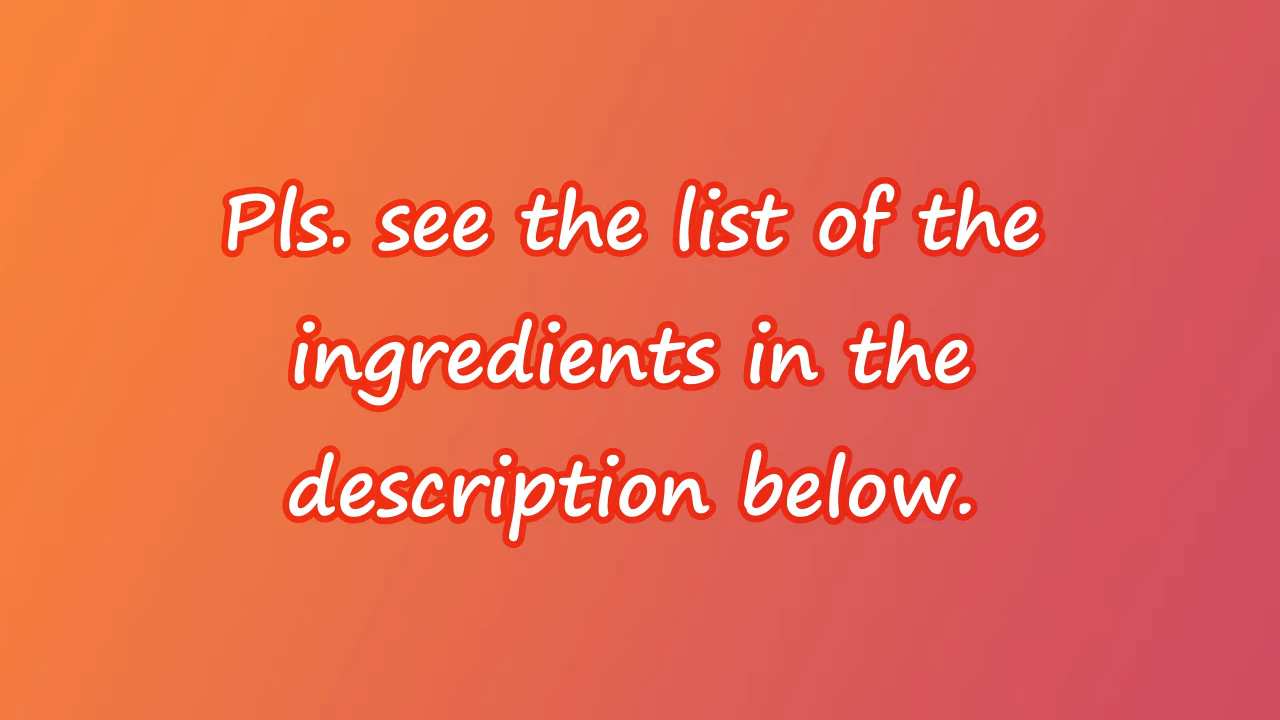 Pls. see the list of the
ingredients in the
description below.